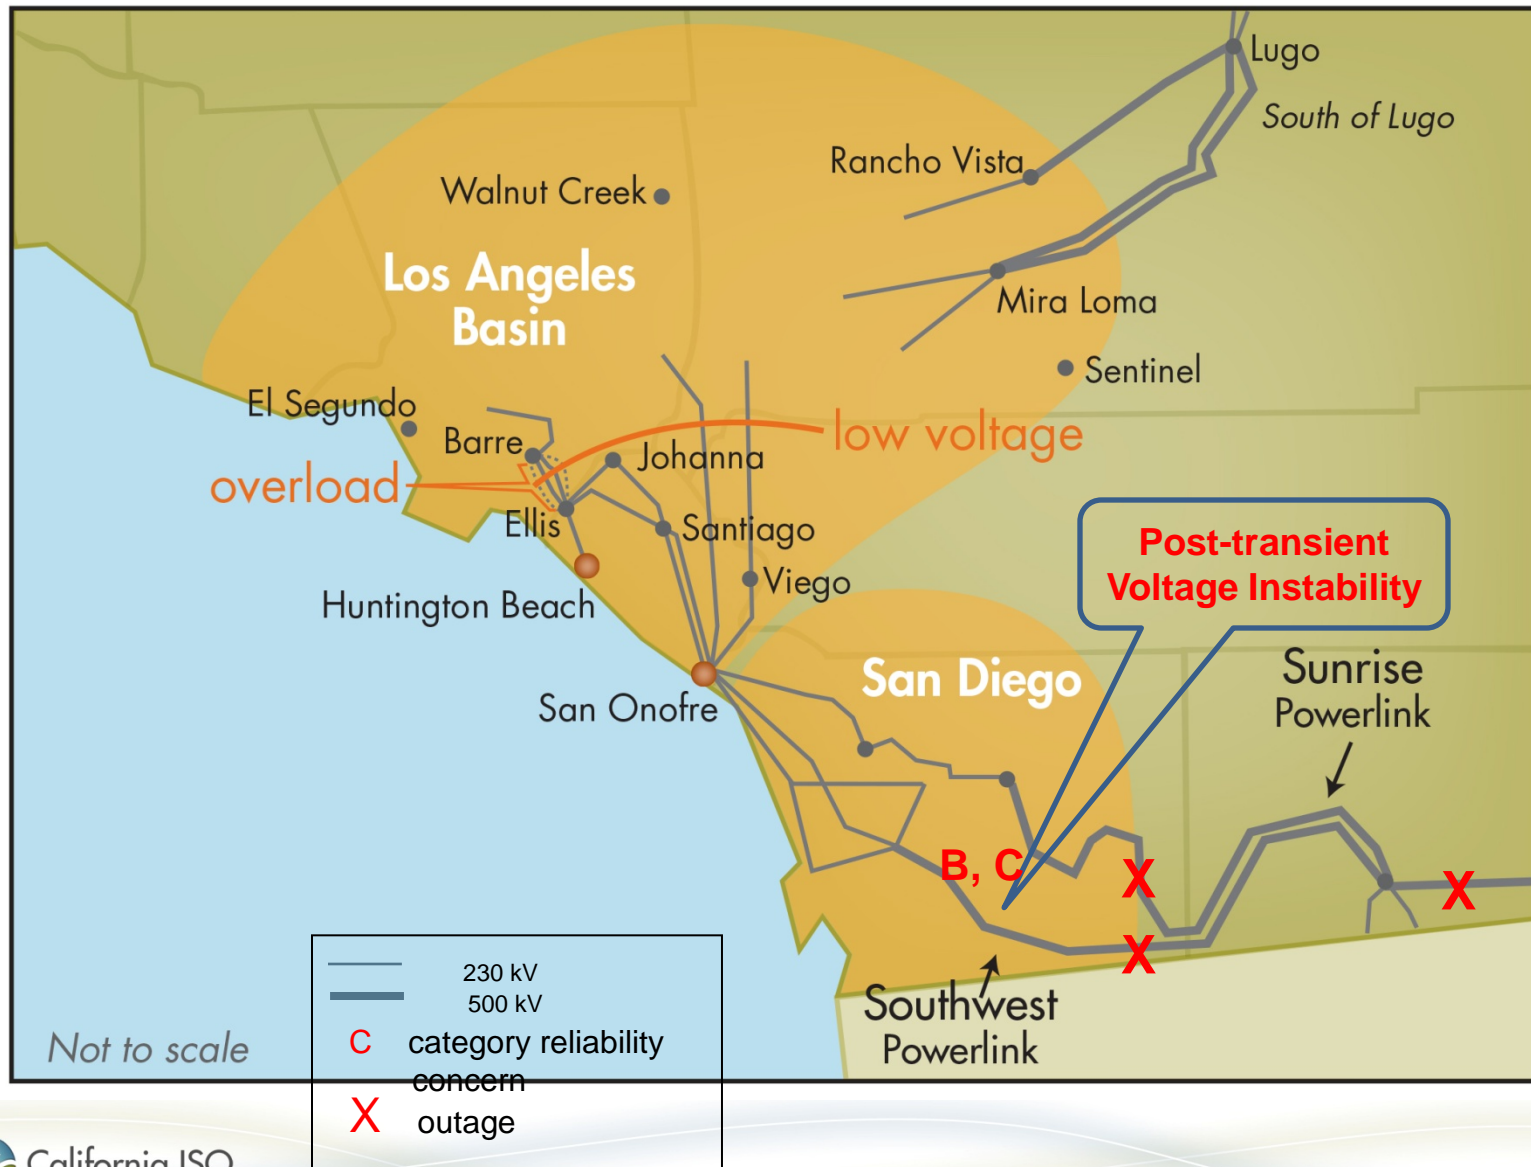 Lugo
South of Lugo
Rancho Vista
Walnut Creek
Los Angeles
Basin
Mira Loma
Sentinel
El Segundo
Barre
Johanna
low voltage
overload
Ellis
Santiago
Viego
Huntington Beach
Post-transient
Voltage Instability
San Onofre
San Diego
Sunrise
Powerlink
B, C
X
X
X
Southwest
Powerlink
230 kV
500 kV
C category reliability
concern
X outage
Not to scale
California ISO